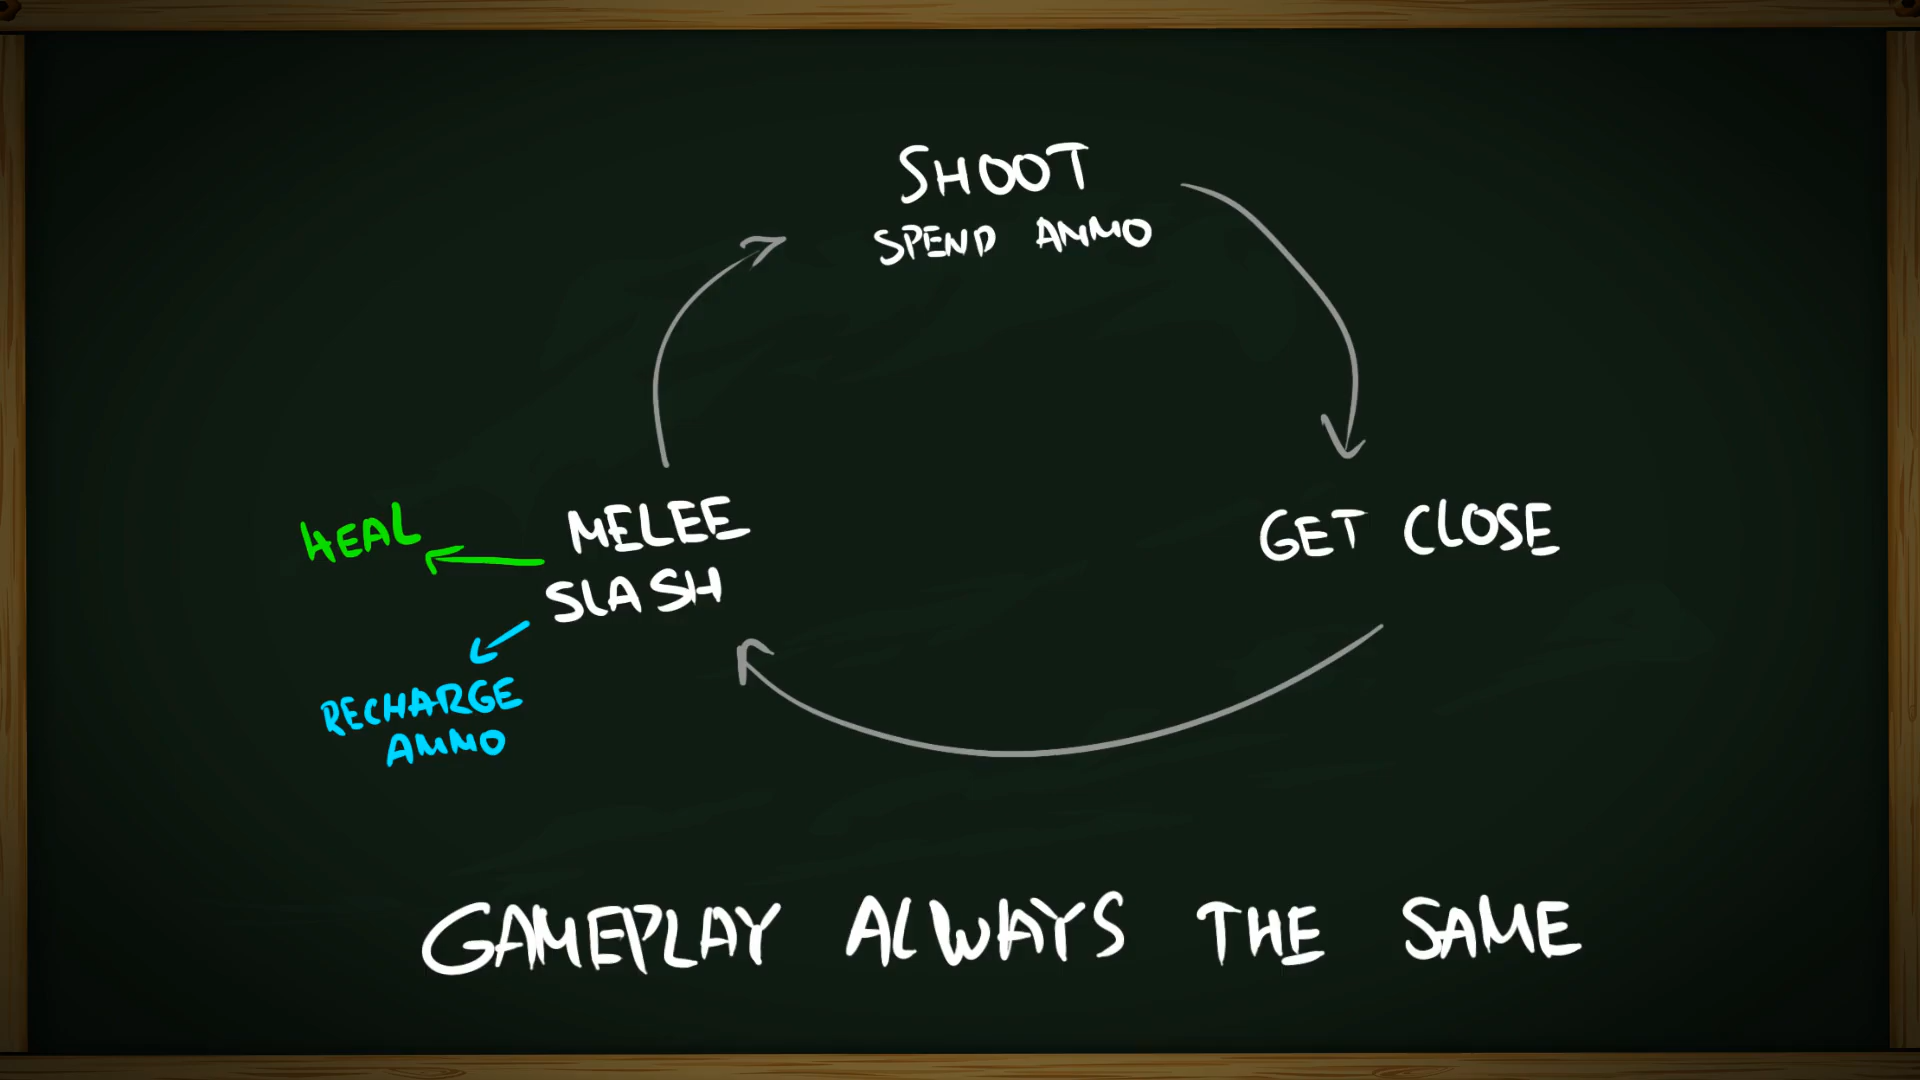 SHOOT
SPEND AMMO
GET CLOSE
MELEE
SLASH
HEAL
RECHARGE
AMMO
GAMEPLAY ALWAYS THE SAME